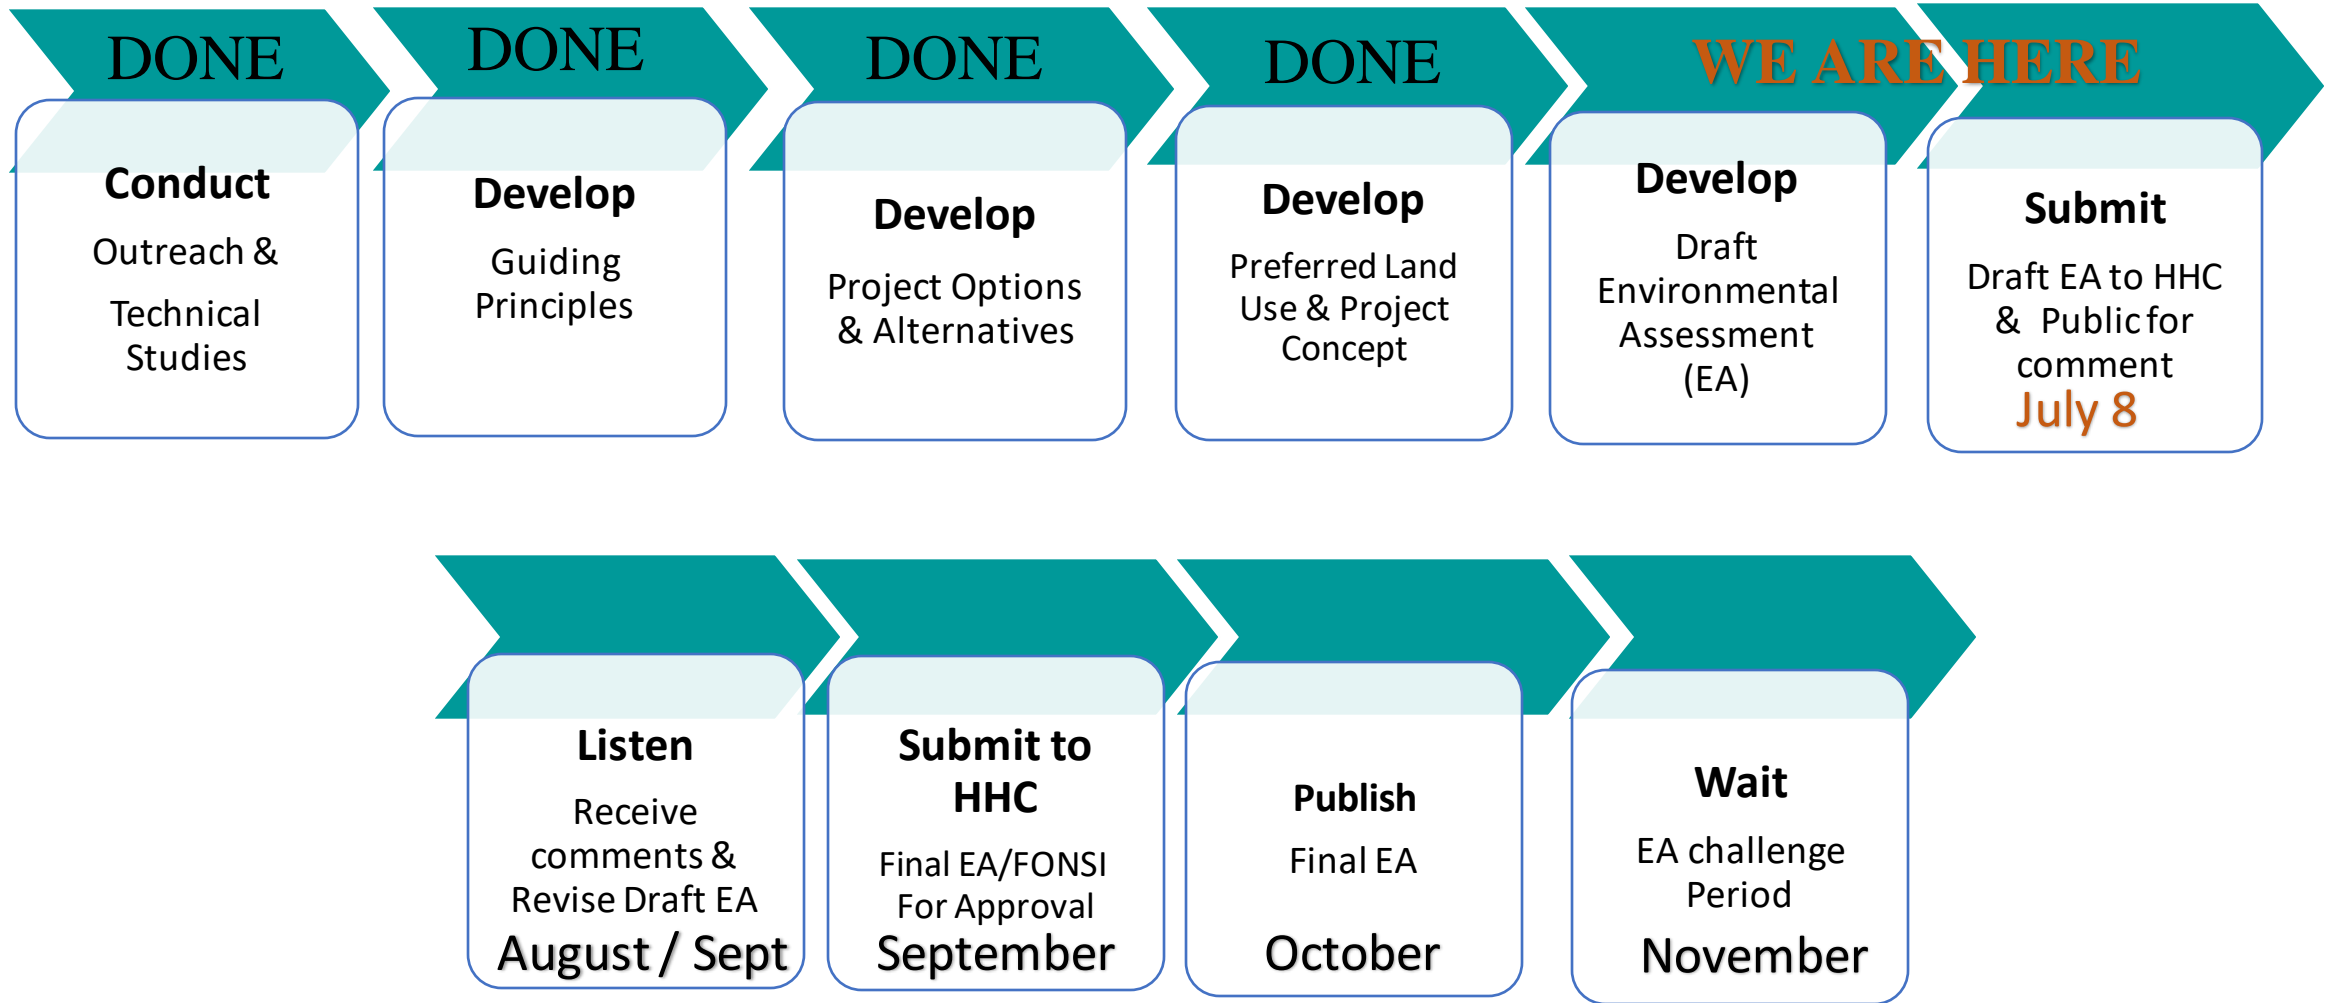 DONE
Conduct
Outreach &
Technical
Studies
DONE
Develop
Guiding
Principles
DONE
Develop
Project Options
& Alternatives
DONE
Develop
Preferred Land
Use & Project
Concept
WE ARE HERE
Develop
Draft
Environmental
Assessment
(EA)
Submit
Draft EA to HHC
& Public for
comment
July 8
Listen
Receive
comments &
Revise Draft EA
August / Sept
Submit to
HHC
Final EA/FONSI
For Approval
September
Publish
Final EA
October
Wait
EA challenge
Period
November